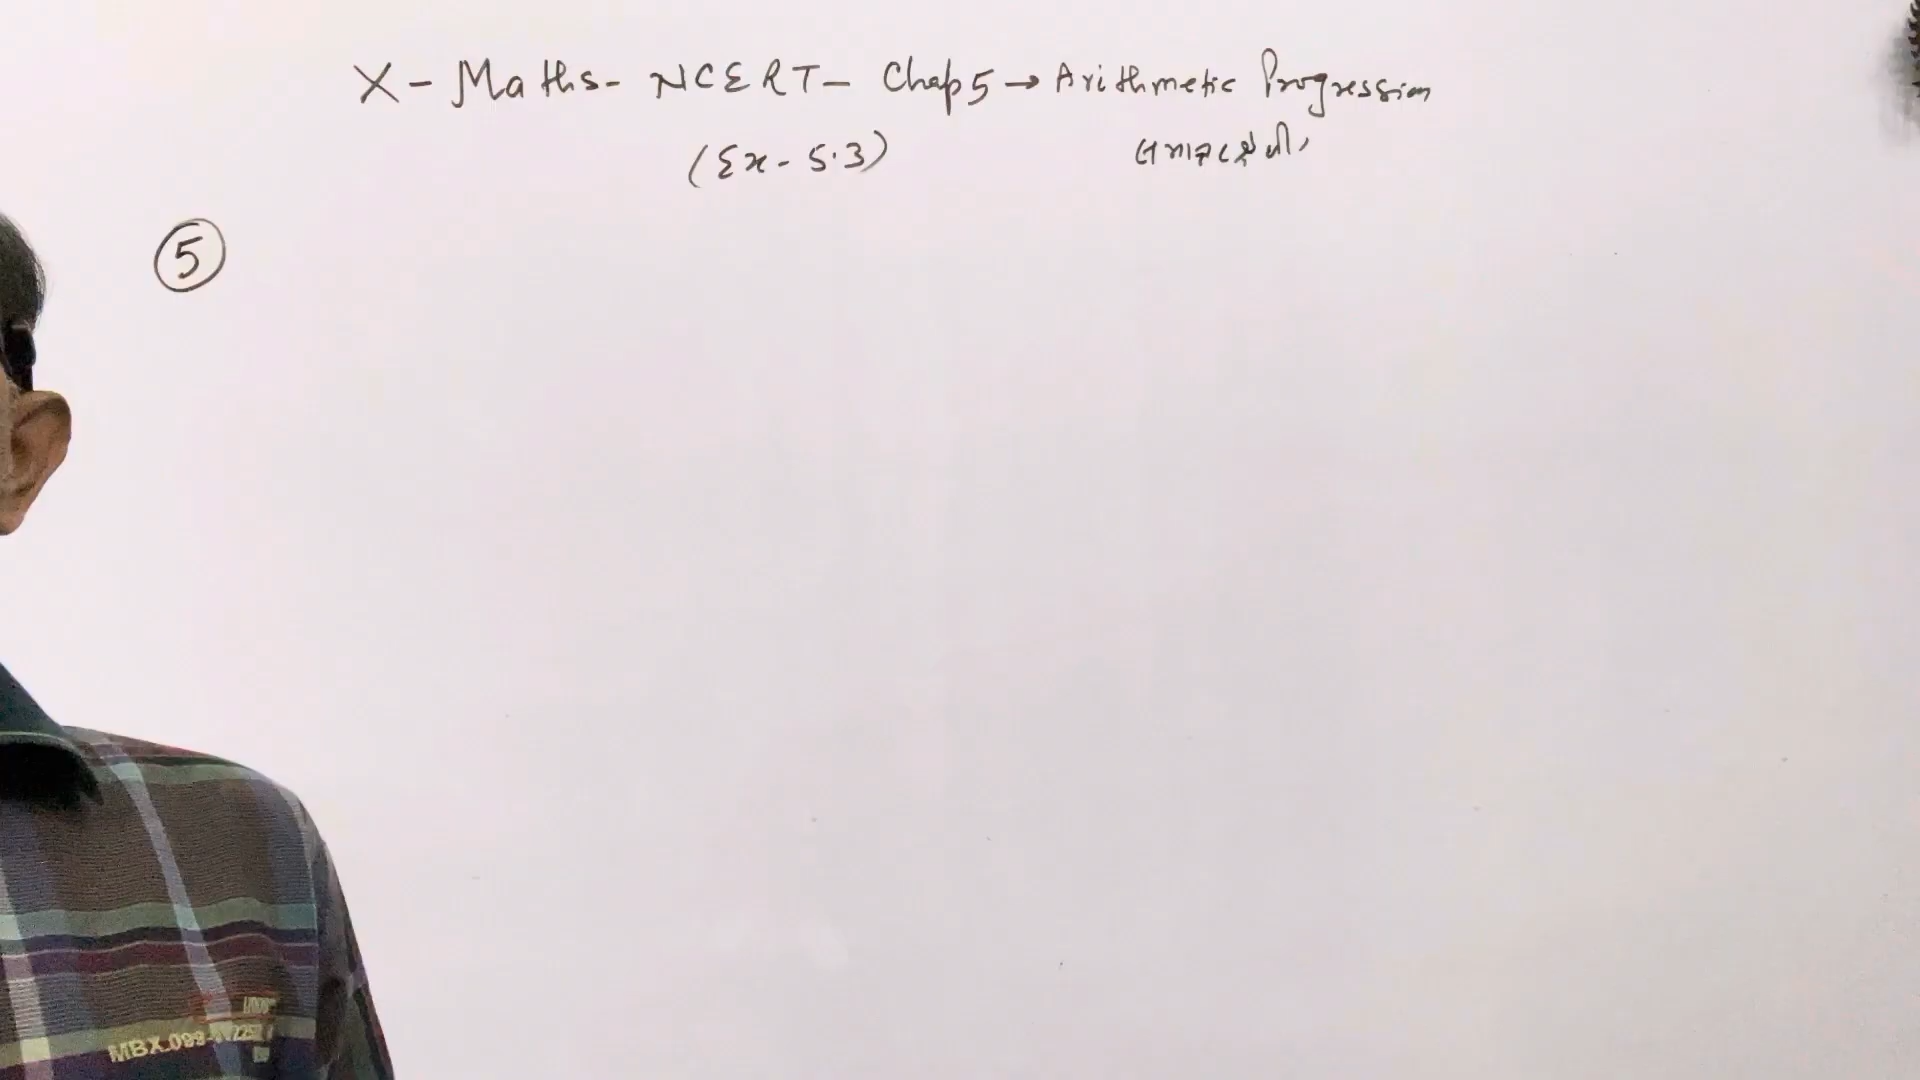 X - Maths - NCERT - Chap 5 → Arithmetic Progression
(Ex - 5.3)
⑤
MBX.099